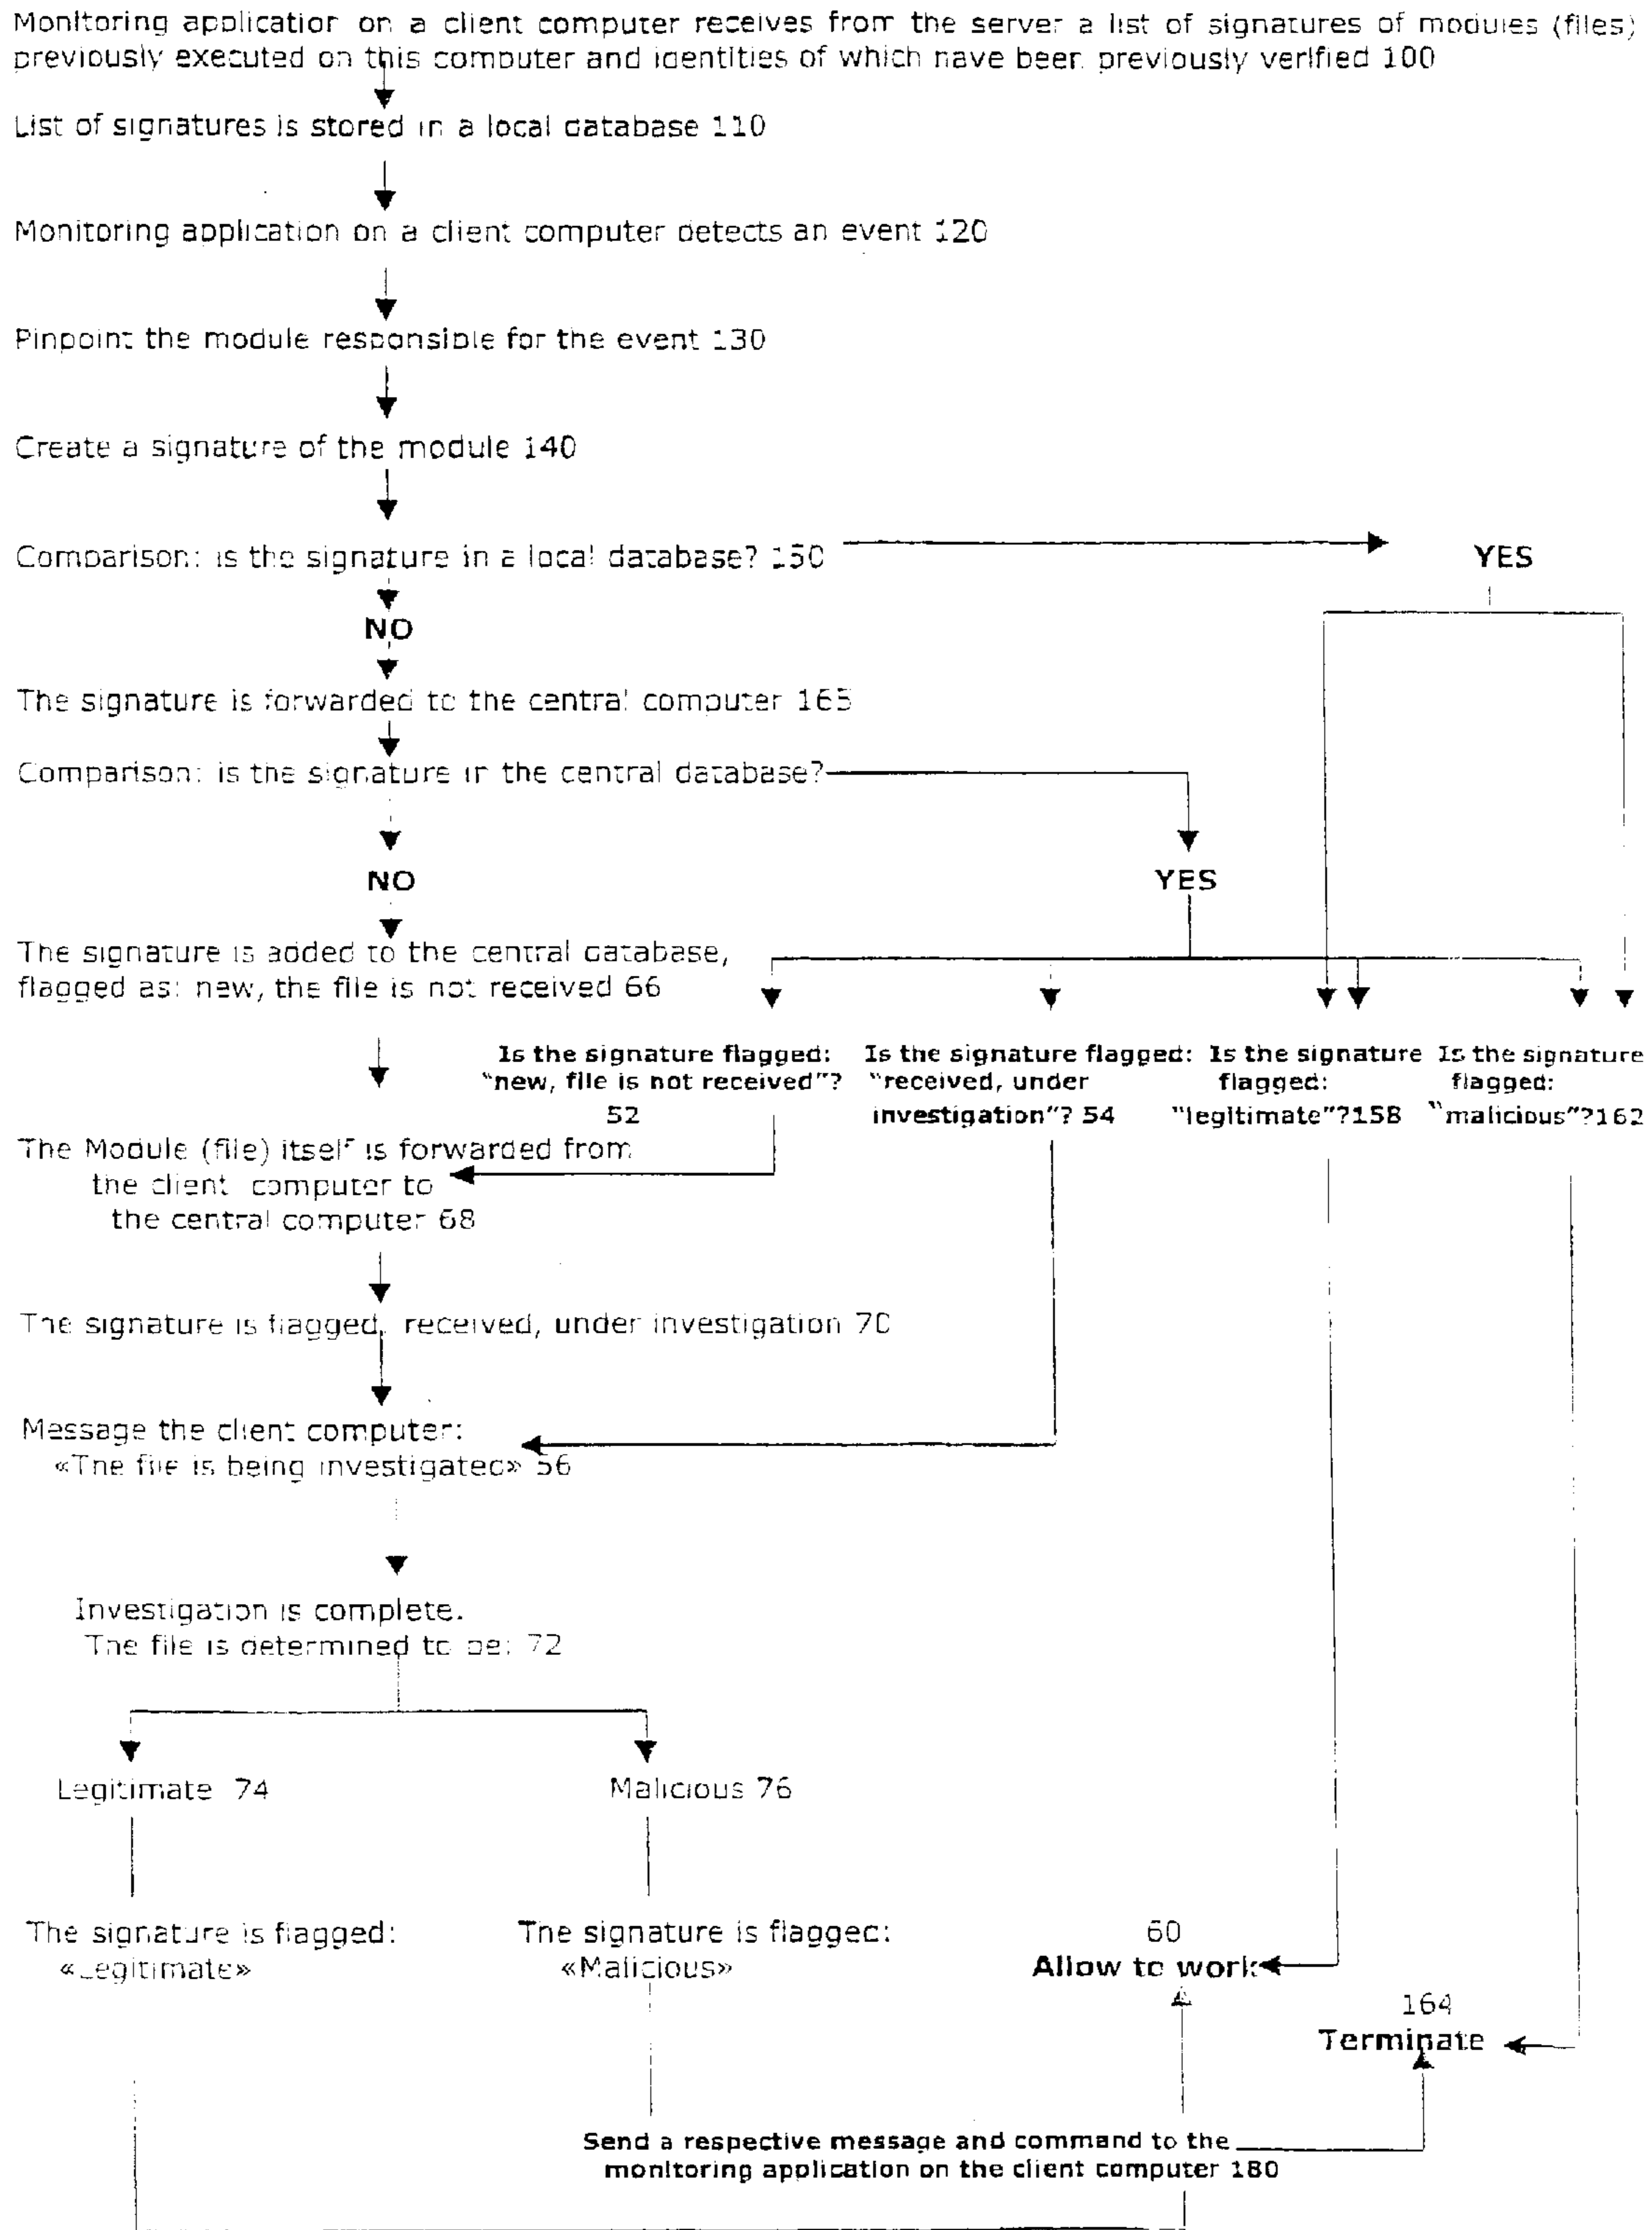 Monitoring application on a client computer receives from the server a list of signatures of modules (files)
previously executed on this computer and identities of which have been previously verified 100
List of signatures is stored in a local database 110
Monitoring application on a client computer detects an event 120
Pinpoint the module responsible for the event 130
Create a signature of the module 140
Comparison: is the signature in a local database? 150
YES
NO
The signature is forwarded to the central computer 165
Comparison: is the signature in the central database?
NO
YES
The signature is added to the central database,
flagged as: new, the file is not received 66
Is the signature flagged:
"new, file is not received"?
52
Is the signature flagged:
"received, under
investigation"? 54
Is the signature
flagged:
"legitimate"?158
Is the signature
flagged:
"malicious"?162
The Module (file) itself is forwarded from
the client computer to
the central computer 68
The signature is flagged, received, under investigation 70
Message the client computer:
«The file is being investigated» 56
Investigation is complete.
The file is determined to be: 72
Legitimate 74
Malicious 76
The signature is flagged:
«Legitimate»
The signature is flagged:
«Malicious»
60
Allow to work
164
Terminate
Send a respective message and command to the
monitoring application on the client computer 180